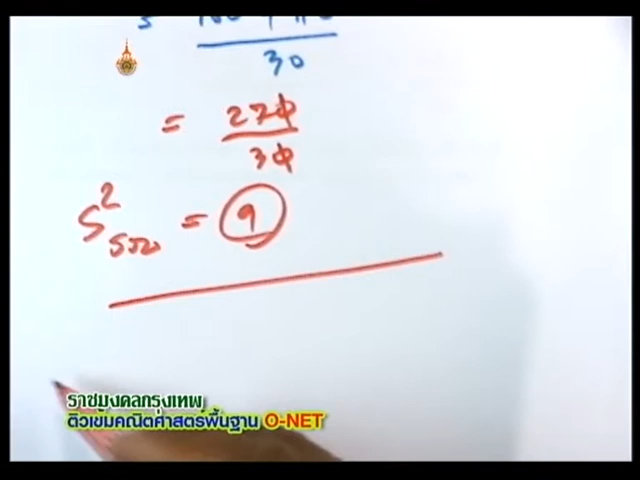 30
= 270
30
S² รวม = 9
ราชมงคลกรุงเทพ
ติวเข้มคณิตศาสตร์พื้นฐาน O-NET